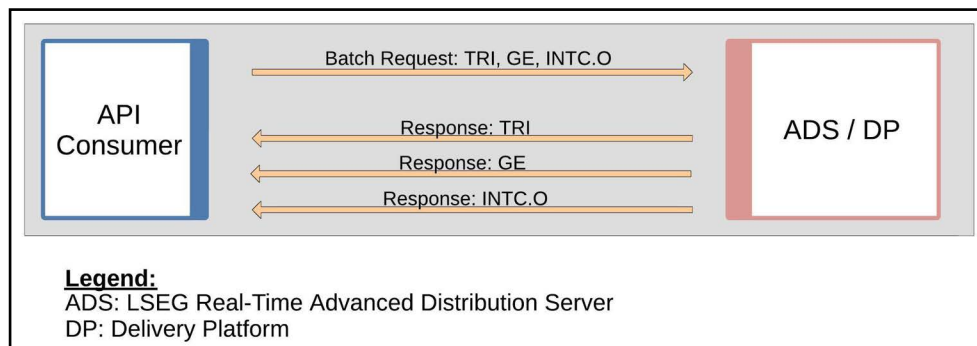 API
Consumer
Batch Request: TRI, GE, INTC.O
Response: TRI
Response: GE
Response: INTC.O
ADS / DP
Legend:
ADS: LSEG Real-Time Advanced Distribution Server
DP: Delivery Platform